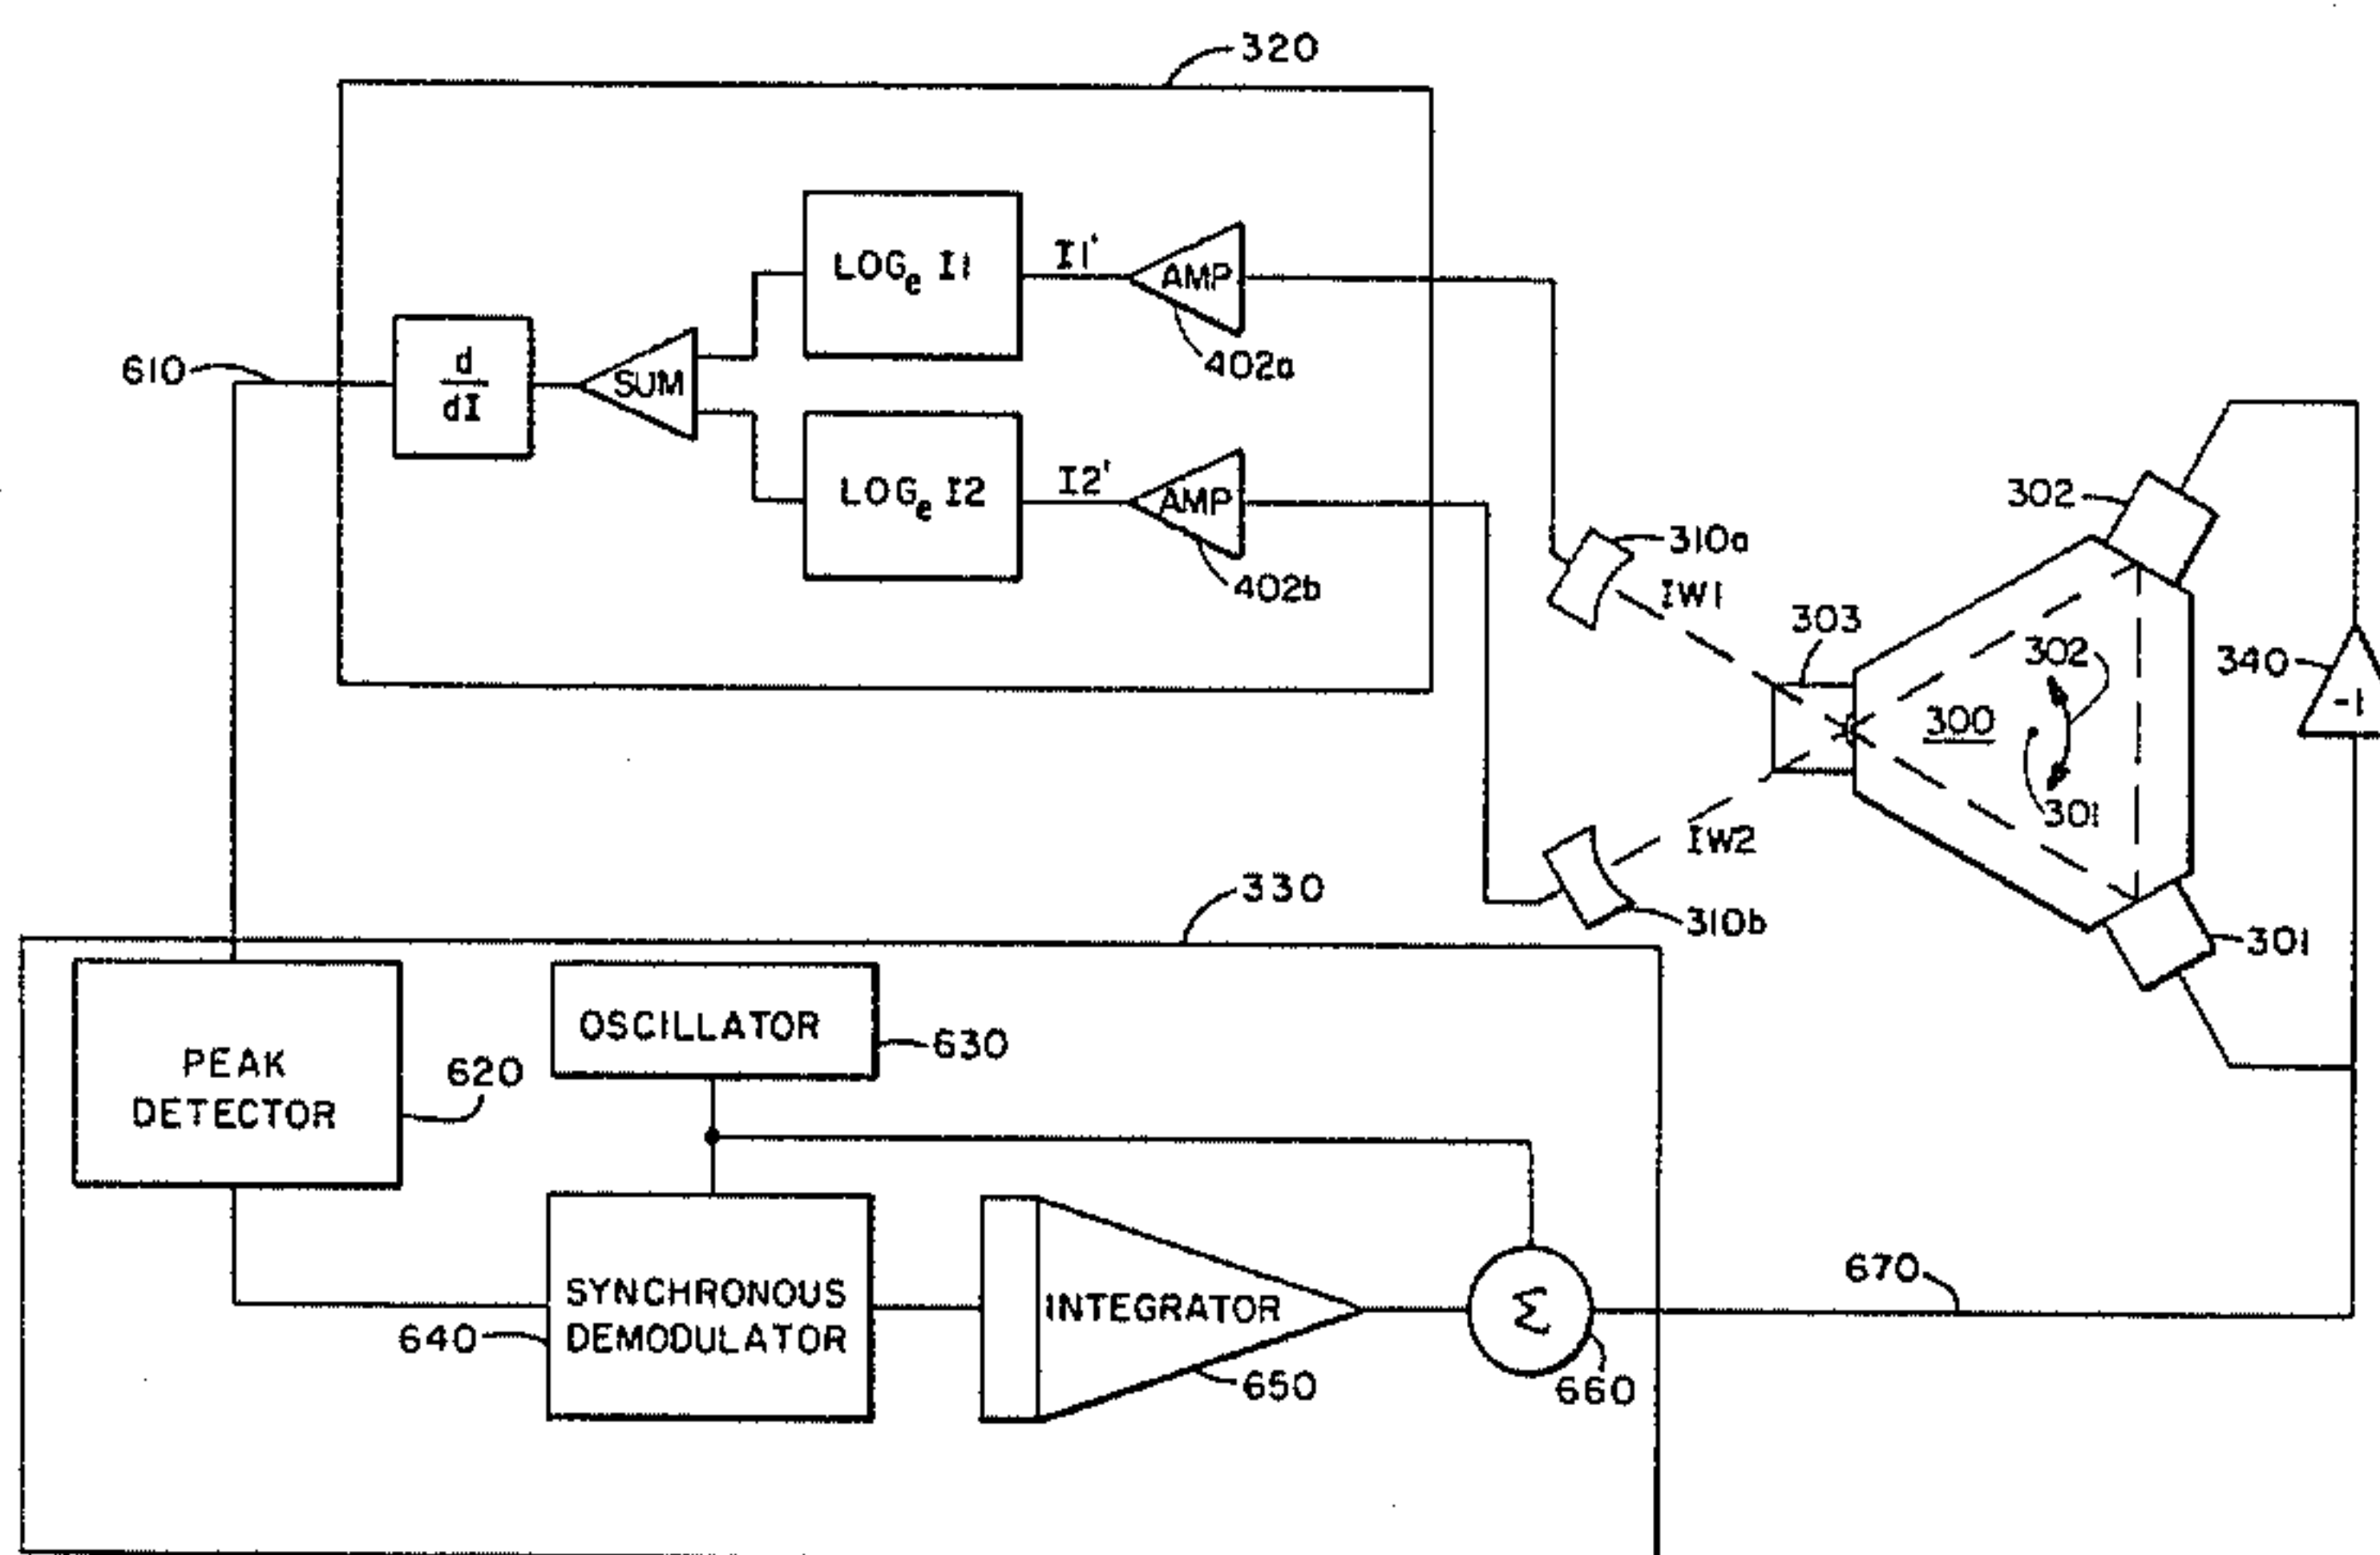 320
LOGe I1
I1'
AMP
402a
610
d
dI
SUM
LOGe I2
I2'
AMP
402b
310a
IW1
302
303
302
300
301
340
-1
IW2
310b
301
330
PEAK
DETECTOR
620
OSCILLATOR
630
SYNCHRONOUS
DEMODULATOR
640
INTEGRATOR
650
Σ
660
670